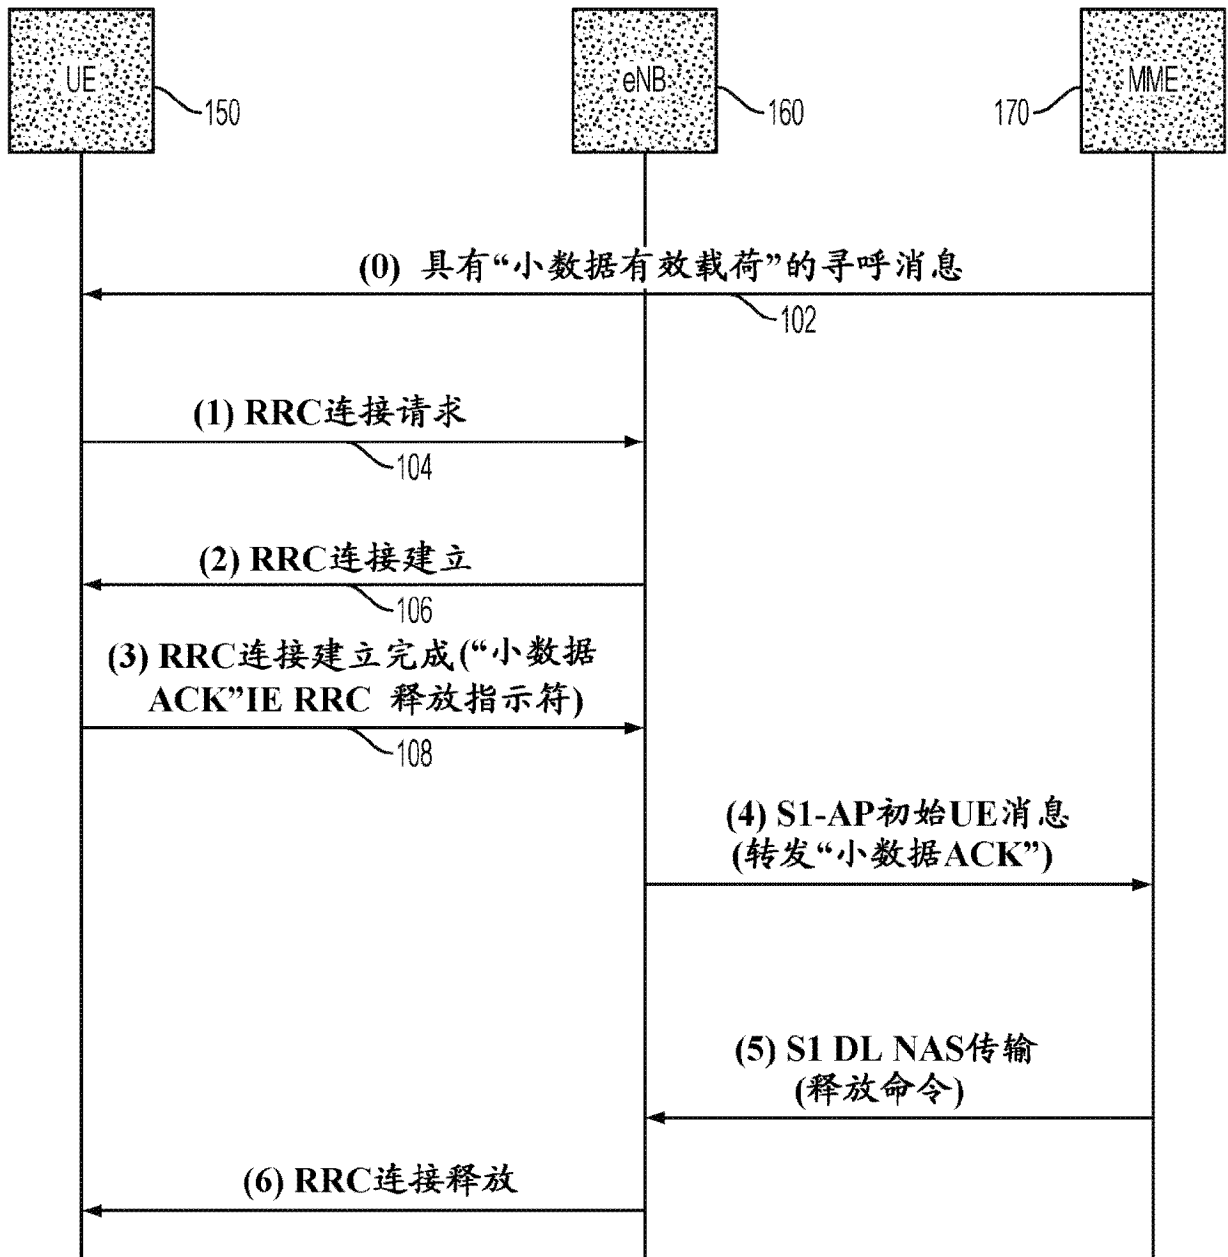 UE
150
eNB
160
170
MME
(0) 具有“小数据有效载荷”的寻呼消息
102
(1) RRC连接请求
104
(2) RRC连接建立
106
(3) RRC连接建立完成(“小数据
ACK”IE RRC 释放指示符)
108
(4) S1-AP初始UE消息
(转发“小数据ACK”)
(5) S1 DL NAS传输
(释放命令)
(6) RRC连接释放